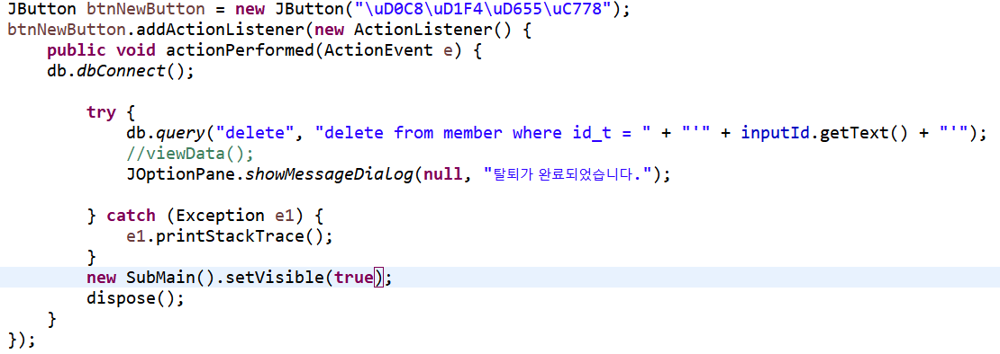 JButton btnNewButton = new JButton("\uD0C8\uD1F4\uD655\uC778");
btnNewButton.addActionListener(new ActionListener() {
public void actionPerformed(ActionEvent e) {
db.dbConnect();
try {
db.query("delete", "delete from member where id_t = " + "'" + inputId.getText() + "'");
//viewData();
JOptionPane.showMessageDialog(null, "탈퇴가 완료되었습니다.");
} catch (Exception e1) {
e1.printStackTrace();
}
new SubMain().setVisible(true);
dispose();
}
});